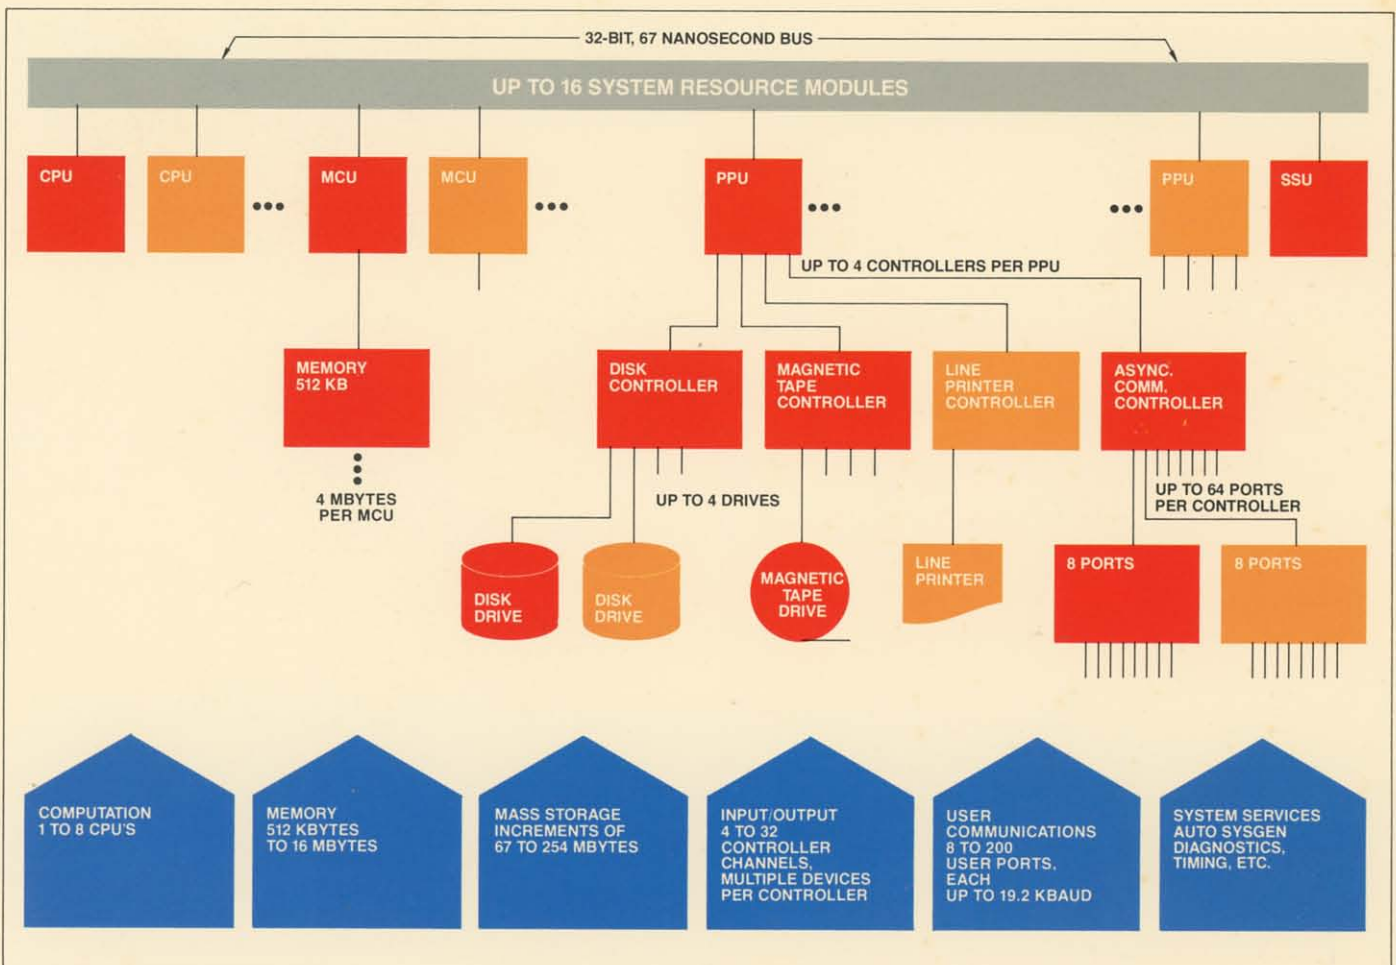 32-BIT, 67 NANOSECOND BUS
UP TO 16 SYSTEM RESOURCE MODULES
CPU
CPU
MCU
MCU
PPU
PPU
SSU
UP TO 4 CONTROLLERS PER PPU
MEMORY
512 KB
DISK
CONTROLLER
MAGNETIC
TAPE
CONTROLLER
LINE
PRINTER
CONTROLLER
ASYNC.
COMM.
CONTROLLER
4 MBYTES
PER MCU
UP TO 4 DRIVES
UP TO 64 PORTS
PER CONTROLLER
DISK
DRIVE
DISK
DRIVE
MAGNETIC
TAPE
DRIVE
LINE
PRINTER
8 PORTS
8 PORTS
COMPUTATION
1 TO 8 CPU'S
MEMORY
512 KBYTES
TO 16 MBYTES
MASS STORAGE
INCREMENTS OF
67 TO 254 MBYTES
INPUT/OUTPUT
4 TO 32
CONTROLLER
CHANNELS,
MULTIPLE DEVICES
PER CONTROLLER
USER
COMMUNICATIONS
8 TO 200
USER PORTS,
EACH
UP TO 19.2 KBAUD
SYSTEM SERVICES
AUTO SYSGEN
DIAGNOSTICS,
TIMING, ETC.